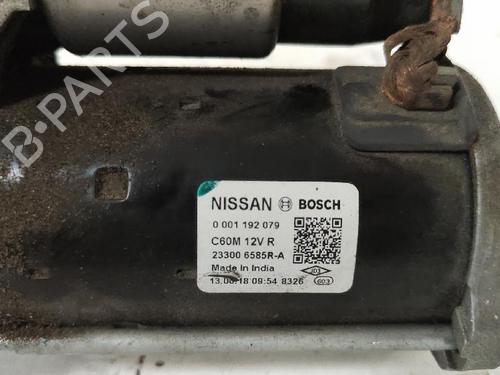 B-PARTS
NISSAN BOSCH
0 001 192 079
C60M 12V R
23300 6585R-A
Made in India
13.08.18 09:54 8326
603